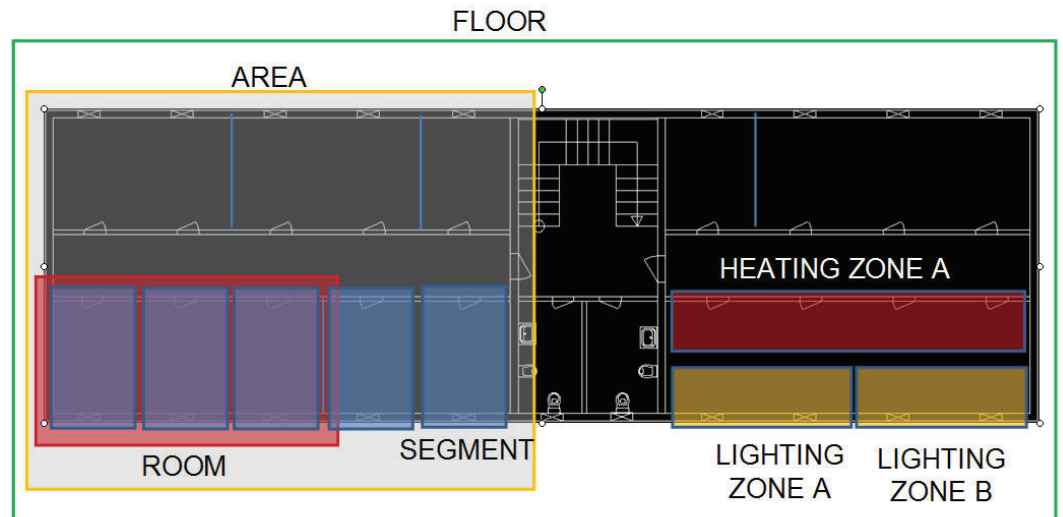 FLOOR
AREA
HEATING ZONE A
ROOM
SEGMENT
LIGHTING
ZONE A
LIGHTING
ZONE B